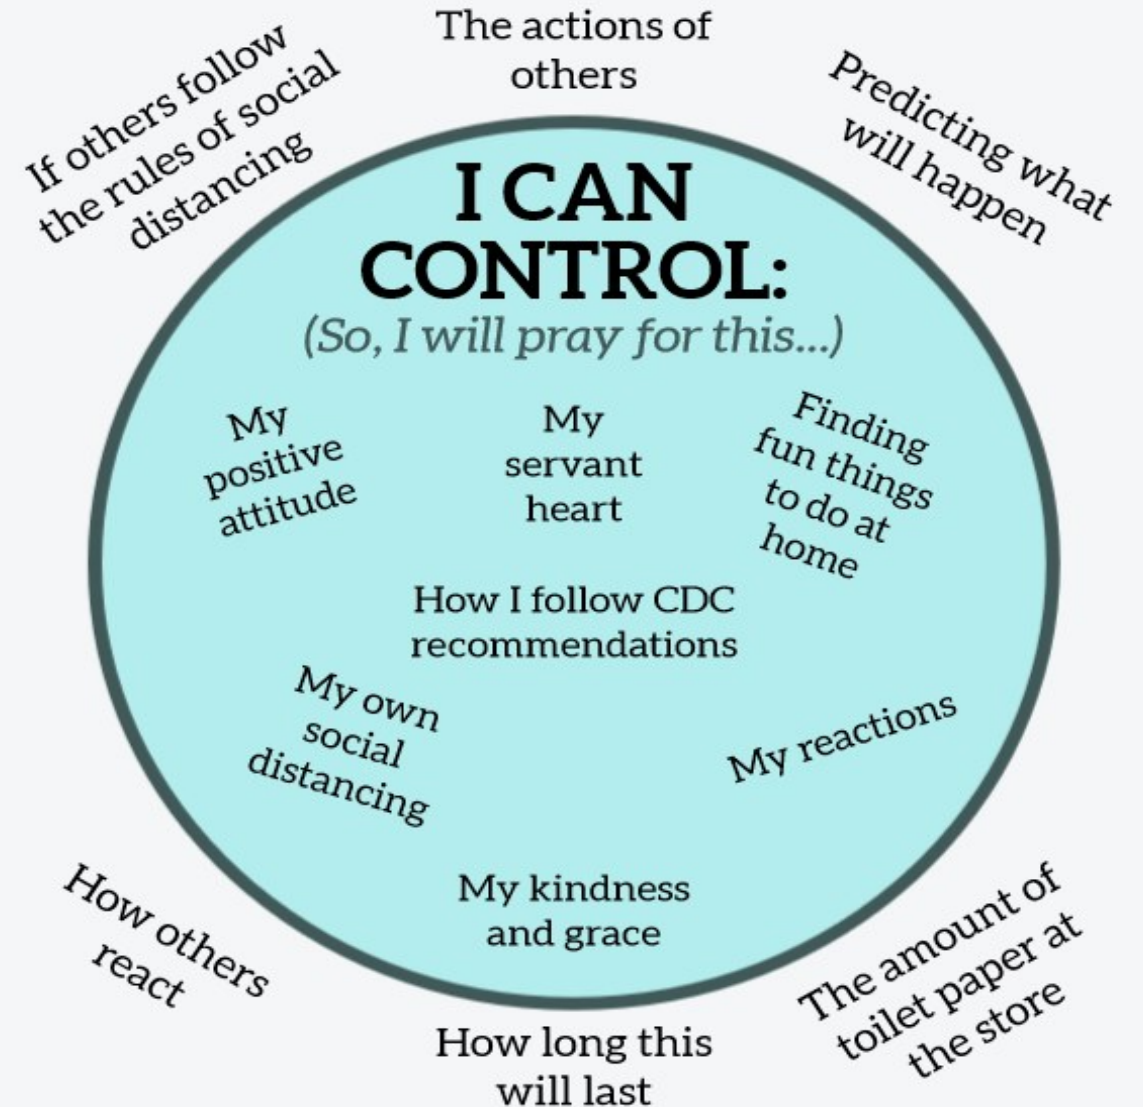 The actions of
others
If others follow
the rules of social
distancing
Predicting what
will happen
I CAN
CONTROL:
(So, I will pray for this...)
My
positive
attitude
My
servant
heart
Finding
fun things
to do at
home
How I follow CDC
recommendations
My own
social
distancing
My reactions
My kindness
and grace
How others
react
The amount of
toilet paper at
the store
How long this
will last